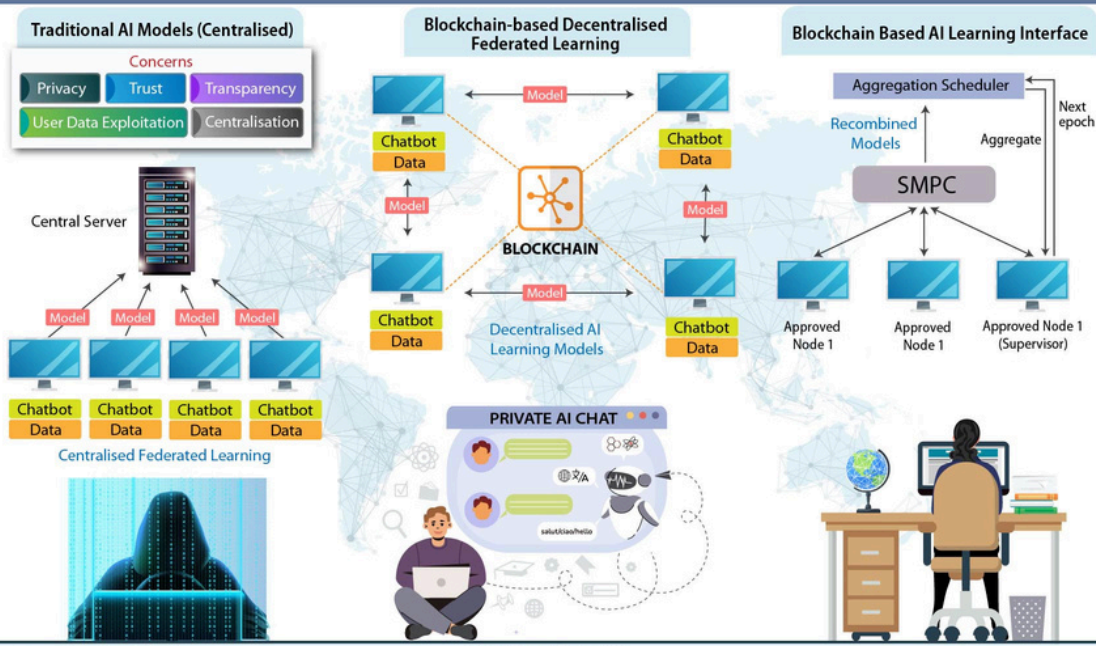 Traditional AI Models (Centralised)
Concerns
Privacy
Trust
Transparency
User Data Exploitation
Centralisation
Central Server
Model
Model
Model
Model
Chatbot
Data
Chatbot
Data
Chatbot
Data
Chatbot
Data
Centralised Federated Learning
Blockchain-based Decentralised
Federated Learning
Model
Chatbot
Data
Chatbot
Data
Model
Model
BLOCKCHAIN
Model
Chatbot
Data
Chatbot
Data
Decentralised AI
Learning Models
PRIVATE AI CHAT
salut/ciao/hello
Blockchain Based AI Learning Interface
Aggregation Scheduler
Recombined
Models
Aggregate
Next
epoch
SMPC
Approved
Node 1
Approved
Node 1
Approved Node 1
(Supervisor)